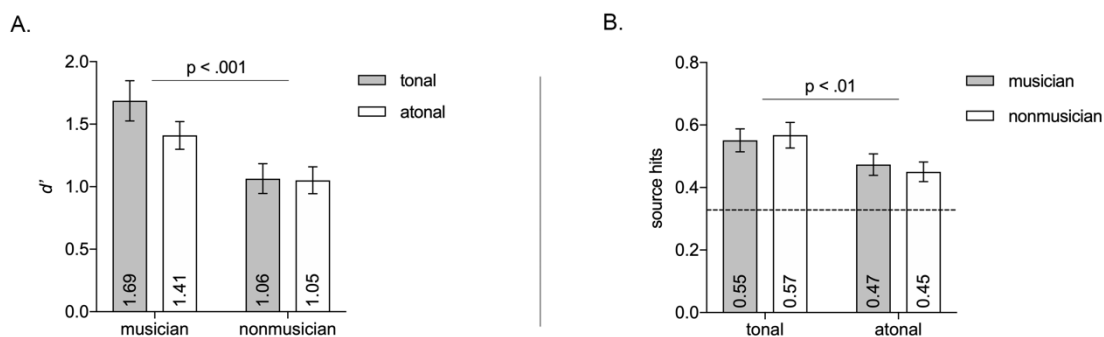 A.
2.0
1.5
1.0
0.5
0.0
d'
p < .001
tonal
atonal
1.69
1.41
1.06
1.05
musician
nonmusician
B.
0.8
0.6
0.4
0.2
0.0
source hits
p < .01
musician
nonmusician
0.55
0.57
0.47
0.45
tonal
atonal